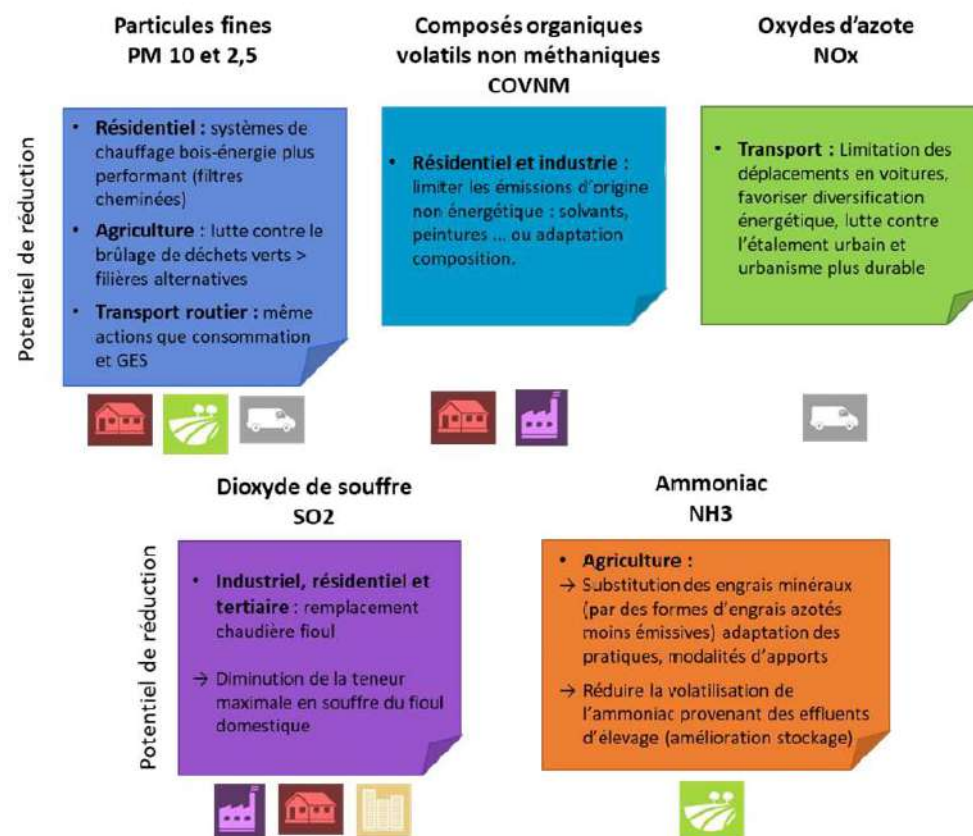 Particules fines
PM 10 et 2,5
Composés organiques
volatils non méthaniques
COVNM
Oxydes d'azote
NOx
Potentiel de réduction
• Résidentiel : systèmes de
chauffage bois-énergie plus
performant (filtres
cheminées)
• Agriculture : lutte contre le
brûlage de déchets verts >
filières alternatives
• Transport routier : même
actions que consommation
et GES
• Résidentiel et industrie :
limiter les émissions d'origine
non énergétique : solvants,
peintures ... ou adaptation
composition.
• Transport : Limitation des
déplacements en voitures,
favoriser diversification
énergétique, lutte contre
l'étalement urbain et
urbanisme plus durable
Dioxyde de souffre
SO2
Ammoniac
NH3
Potentiel de réduction
• Industriel, résidentiel et
tertiaire : remplacement
chaudière fioul
→ Diminution de la teneur
maximale en souffre du fioul
domestique
• Agriculture :
→ Substitution des engrais minéraux
(par des formes d'engrais azotés
moins émissives) adaptation des
pratiques, modalités d'apports
→ Réduire la volatilisation de
l'ammoniac provenant des effluents
d'élevage (amélioration stockage)